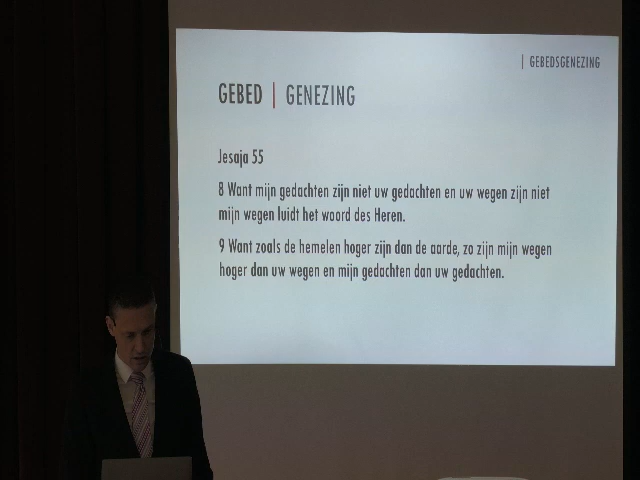 | GEBEDSGENEZING
GEBED | GENEZING
Jesaja 55
8 Want mijn gedachten zijn niet uw gedachten en uw wegen zijn niet
mijn wegen luidt het woord des Heren.
9 Want zoals de hemelen hoger zijn dan de aarde, zo zijn mijn wegen
hoger dan uw wegen en mijn gedachten dan uw gedachten.